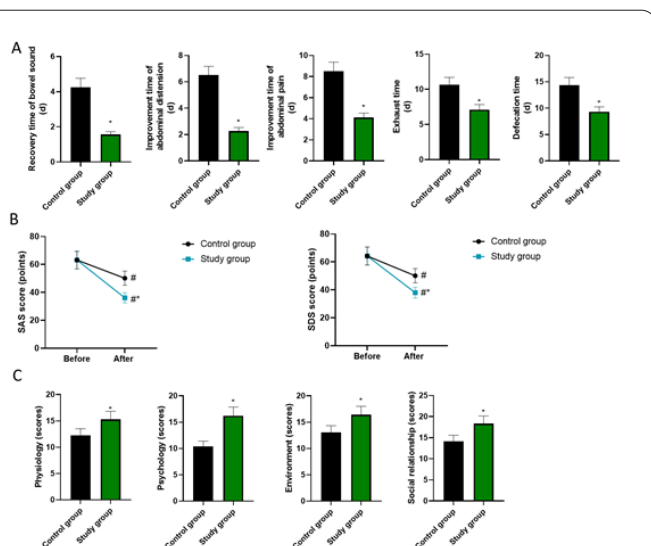 A
Recovery time of bowel sound
(d)
6
4
2
0
Control group
Study group
*
Improvement time of
abdominal distension
(d)
8
6
4
2
0
Control group
Study group
*
Improvement time of
abdominal pain
(d)
10
8
6
4
2
0
Control group
Study group
*
Exhaust time
(d)
15
10
5
0
Control group
Study group
*
Defecation time
(d)
20
15
10
5
0
Control group
Study group
*
B
SAS score (points)
80
60
40
20
0
Before
After
#
#*
Control group
Study group
SDS score (points)
80
60
40
20
0
Before
After
#
#*
Control group
Study group
C
Physiology (scores)
20
15
10
5
0
Control group
Study group
*
Psychology (scores)
20
15
10
5
0
Control group
Study group
*
Environment (scores)
20
15
10
5
0
Control group
Study group
*
Social relationship (scores)
25
20
15
10
5
0
Control group
Study group
*